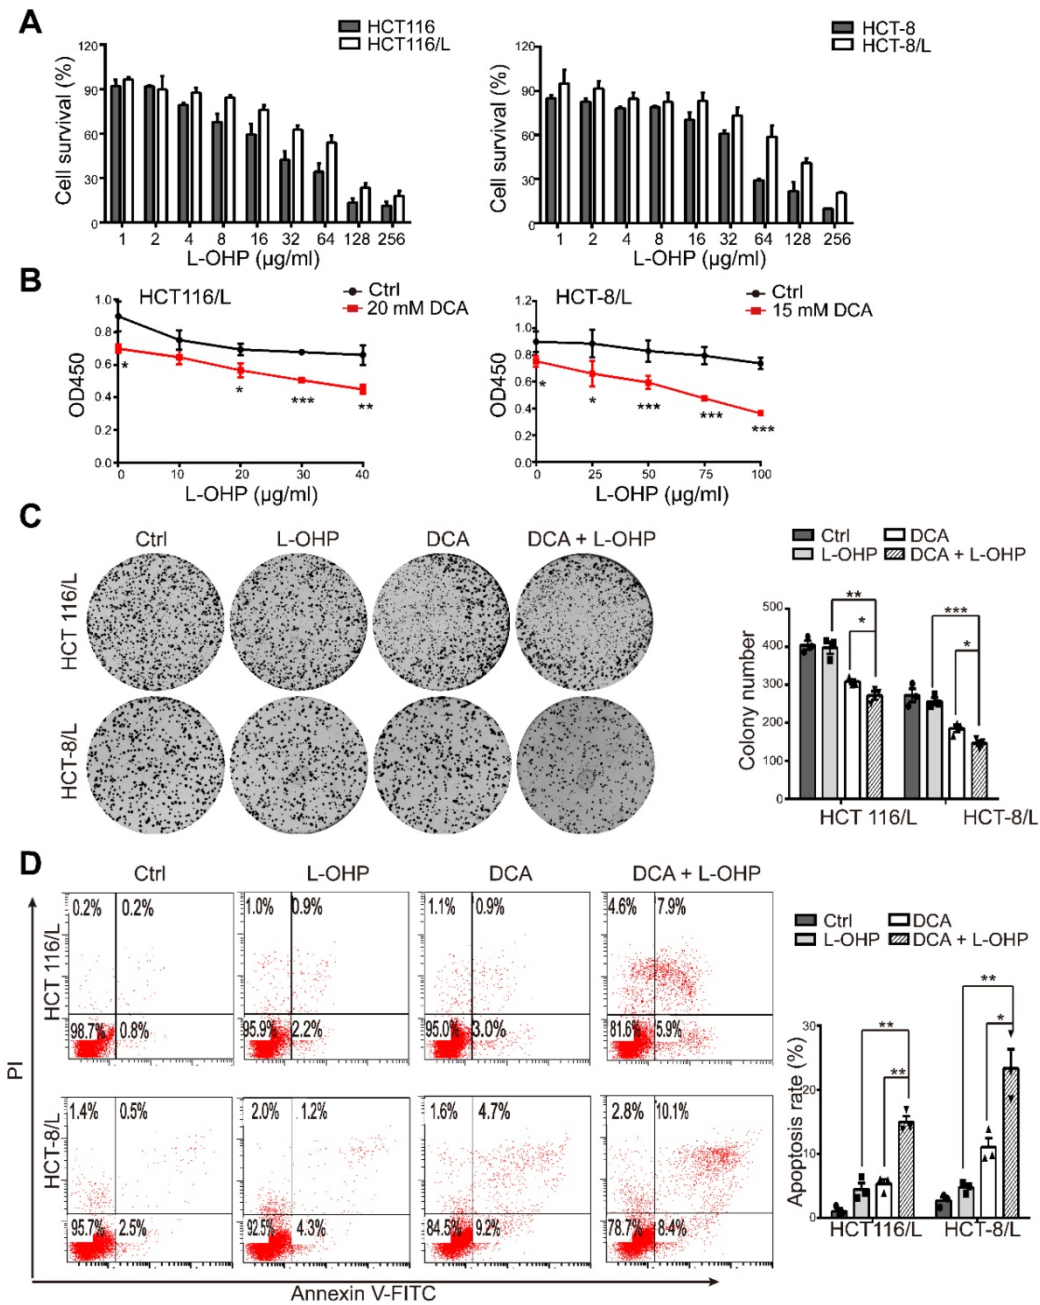 A
HCT116
HCT116/L
Cell survival (%)
120
90
60
30
0
1 2 4 8 16 32 64 128 256
L-OHP (µg/ml)
HCT-8
HCT-8/L
Cell survival (%)
120
90
60
30
0
1 2 4 8 16 32 64 128 256
L-OHP (µg/ml)
B
HCT116/L
Ctrl
20 mM DCA
OD450
1.0
0.8
0.6
0.4
0.2
0.0
* * *** **
0 10 20 30 40
L-OHP (µg/ml)
HCT-8/L
Ctrl
15 mM DCA
OD450
1.2
1.0
0.8
0.6
0.4
0.2
0.0
* * *** *** ***
0 25 50 75 100
L-OHP (µg/ml)
C
Ctrl L-OHP DCA DCA + L-OHP
HCT 116/L
HCT-8/L
Ctrl DCA
L-OHP DCA + L-OHP
Colony number
500
400
300
200
100
0
** * *** *
HCT 116/L HCT-8/L
D
Ctrl L-OHP DCA DCA + L-OHP
PI
HCT 116/L
0.2% 0.2% 1.0% 0.9% 1.1% 0.9% 4.6% 7.9%
98.7% 0.8% 95.9% 2.2% 95.0% 3.0% 81.6% 5.9%
HCT-8/L
1.4% 0.5% 2.0% 1.2% 1.6% 4.7% 2.8% 10.1%
95.7% 2.5% 92.5% 4.3% 84.5% 9.2% 78.7% 8.4%
Annexin V-FITC
Ctrl DCA
L-OHP DCA + L-OHP
Apoptosis rate (%)
30
20
10
0
** ** ** *
HCT116/L HCT-8/L